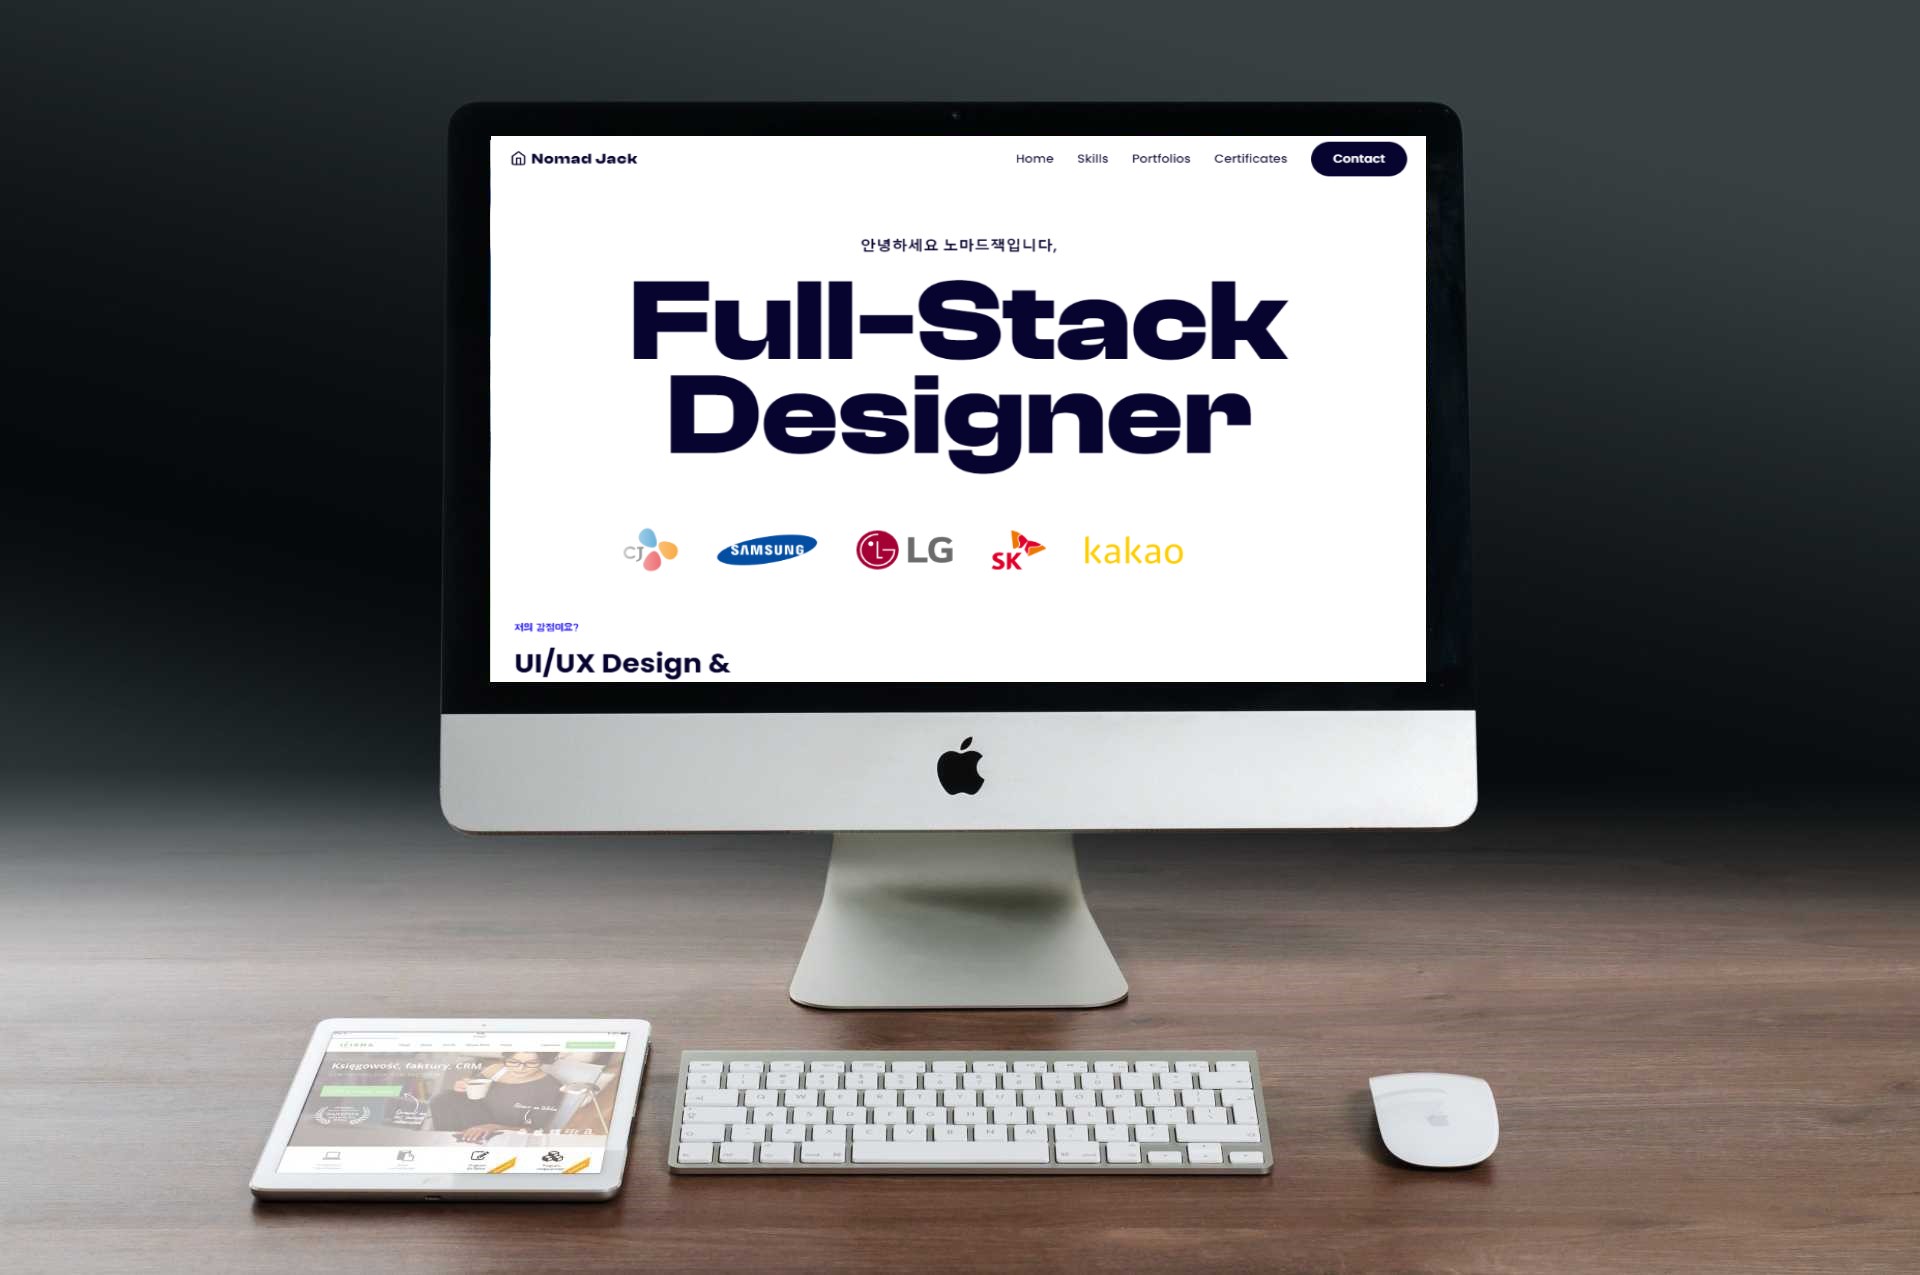 Nomad Jack
Home Skills Portfolios Certificates Contact
안녕하세요 노마드잭입니다,
Full-Stack
Designer
CJ SAMSUNG LG SK kakao
저의 강점이요?
UI/UX Design &
Księgowość, faktury, CRM
Q W E R T Y U I O P
A S D F G H J K L
Z X C V B N M